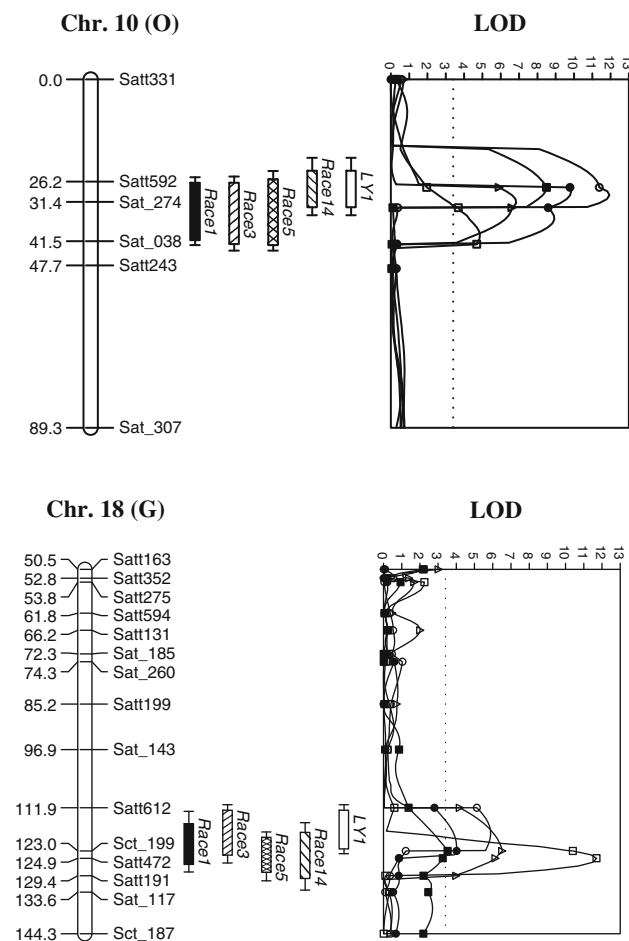 Chr. 10 (O) LOD
0 1 2 3 4 5 6 7 8 9 10 11 12 13
0.0 Satt331
26.2 Satt592
31.4 Sat_274
41.5 Sat_038
47.7 Satt243
89.3 Sat_307
Race1
Race3
Race5
Race14
LY1
Chr. 18 (G) LOD
0 1 2 3 4 5 6 7 8 9 10 11 12 13
50.5 Satt163
52.8 Satt352
53.8 Satt275
61.8 Satt594
66.2 Satt131
72.3 Sat_185
74.3 Sat_260
85.2 Satt199
96.9 Sat_143
111.9 Satt612
123.0 Sct_199
124.9 Satt472
129.4 Satt191
133.6 Sat_117
144.3 Sct_187
Race1
Race3
Race5
Race14
LY1